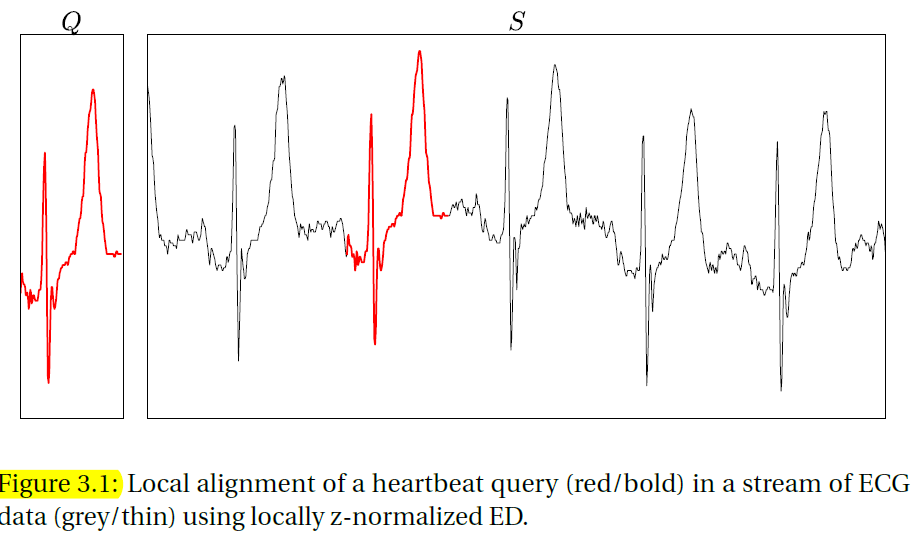 Q S
Figure 3.1: Local alignment of a heartbeat query (red/bold) in a stream of ECG
data (grey/thin) using locally z-normalized ED.